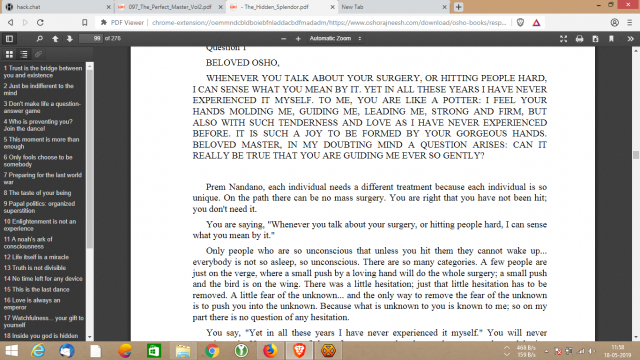 hack.chat
097_The_Perfect_Master_Vol2.pdf
- The_Hidden_Splendor.pdf
New Tab
PDF Viewer
chrome-extension://oemmndcbldboiebfnladdacbdfmadadm/https://www.oshorajneesh.com/download/osho-books/resp...
99 of 276
Automatic Zoom
1 Trust is the bridge between
you and existence
2 Just be indifferent to the
mind
3 Don't make life a question-
answer game
4 Who is preventing you?
Join the dance!
5 This moment is more than
enough
6 Only fools choose to be
somebody
7 Preparing for the last world
war
8 The taste of your being
9 Papal politics: organized
superstition
10 Enlightenment is not an
experience
11 A noah's ark of
consciousness
12 Life itself is a miracle
13 Truth is not divisible
14 No time left for any device
15 This is the last dance
16 Love is always an
emperor
17 Watchfulness... your gift to
yourself
18 Inside you god is hidden
Question 1
BELOVED OSHO,
WHENEVER YOU TALK ABOUT YOUR SURGERY, OR HITTING PEOPLE HARD,
I CAN SENSE WHAT YOU MEAN BY IT. YET IN ALL THESE YEARS I HAVE NEVER
EXPERIENCED IT MYSELF. TO ME, YOU ARE LIKE A POTTER: I FEEL YOUR
HANDS MOLDING ME, GUIDING ME, LEADING ME, STRONG AND FIRM, BUT
ALSO WITH SUCH TENDERNESS AND LOVE AS I HAVE NEVER EXPERIENCED
BEFORE. IT IS SUCH A JOY TO BE FORMED BY YOUR GORGEOUS HANDS.
BELOVED MASTER, IN MY DOUBTING MIND A QUESTION ARISES: CAN IT
REALLY BE TRUE THAT YOU ARE GUIDING ME EVER SO GENTLY?
Prem Nandano, each individual needs a different treatment because each individual is so
unique. On the path there can be no mass surgery. You are right that you have not been hit;
you don't need it.
You are saying, "Whenever you talk about your surgery, or hitting people hard, I can sense
what you mean by it."
Only people who are so unconscious that unless you hit them they cannot wake up...
everybody is not so asleep, so unconscious. There are so many categories. A few people are
just on the verge, where a small push by a loving hand will do the whole surgery; a small push
and the bird is on the wing. There was a little hesitation; just that little hesitation has to be
removed. A little fear of the unknown... and the only way to remove the fear of the unknown
is to push you into the unknown. Because what is unknown to you is known to me; so on my
part there is no question of any hesitation.
You say, "Yet in all these years I have never experienced it myself." You will never
11:58
18-05-2019